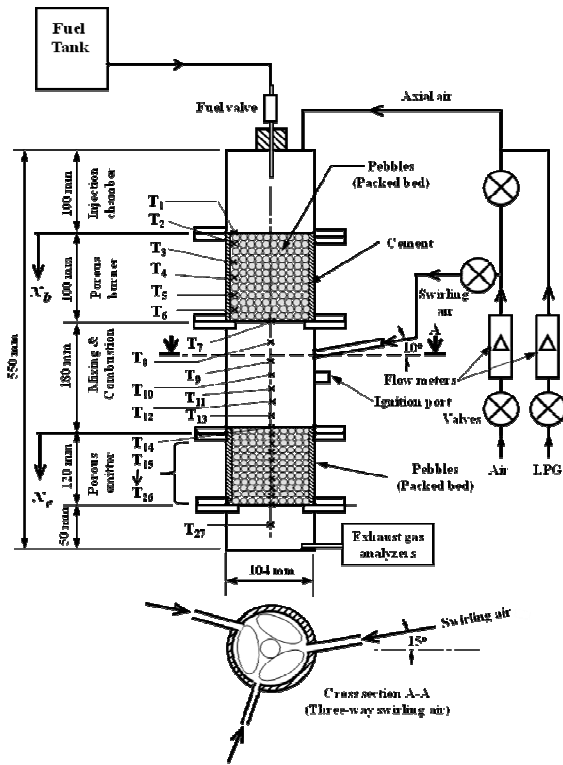 Fuel
Tank
Fuel valve
Axial air
Pebbles
(Packed bed)
Cement
Swirling
air
A
10°
Flow meters
Ignition port
Valves
Air
LPG
Pebbles
(Packed bed)
Exhaust gas
analyzers
550 mm
100 mm
Injection
chamber
100 mm
Porous
burner
180 mm
Mixing &
Combustion
120 mm
Porous
emitter
50 mm
xb
xe
T1
T2
T3
T4
T5
T6
T7
T8
T9
T10
T11
T12
T13
T14
T15
T26
T27
104 mm
Swirling air
15°
Cross section A-A
(Three-way swirling air)